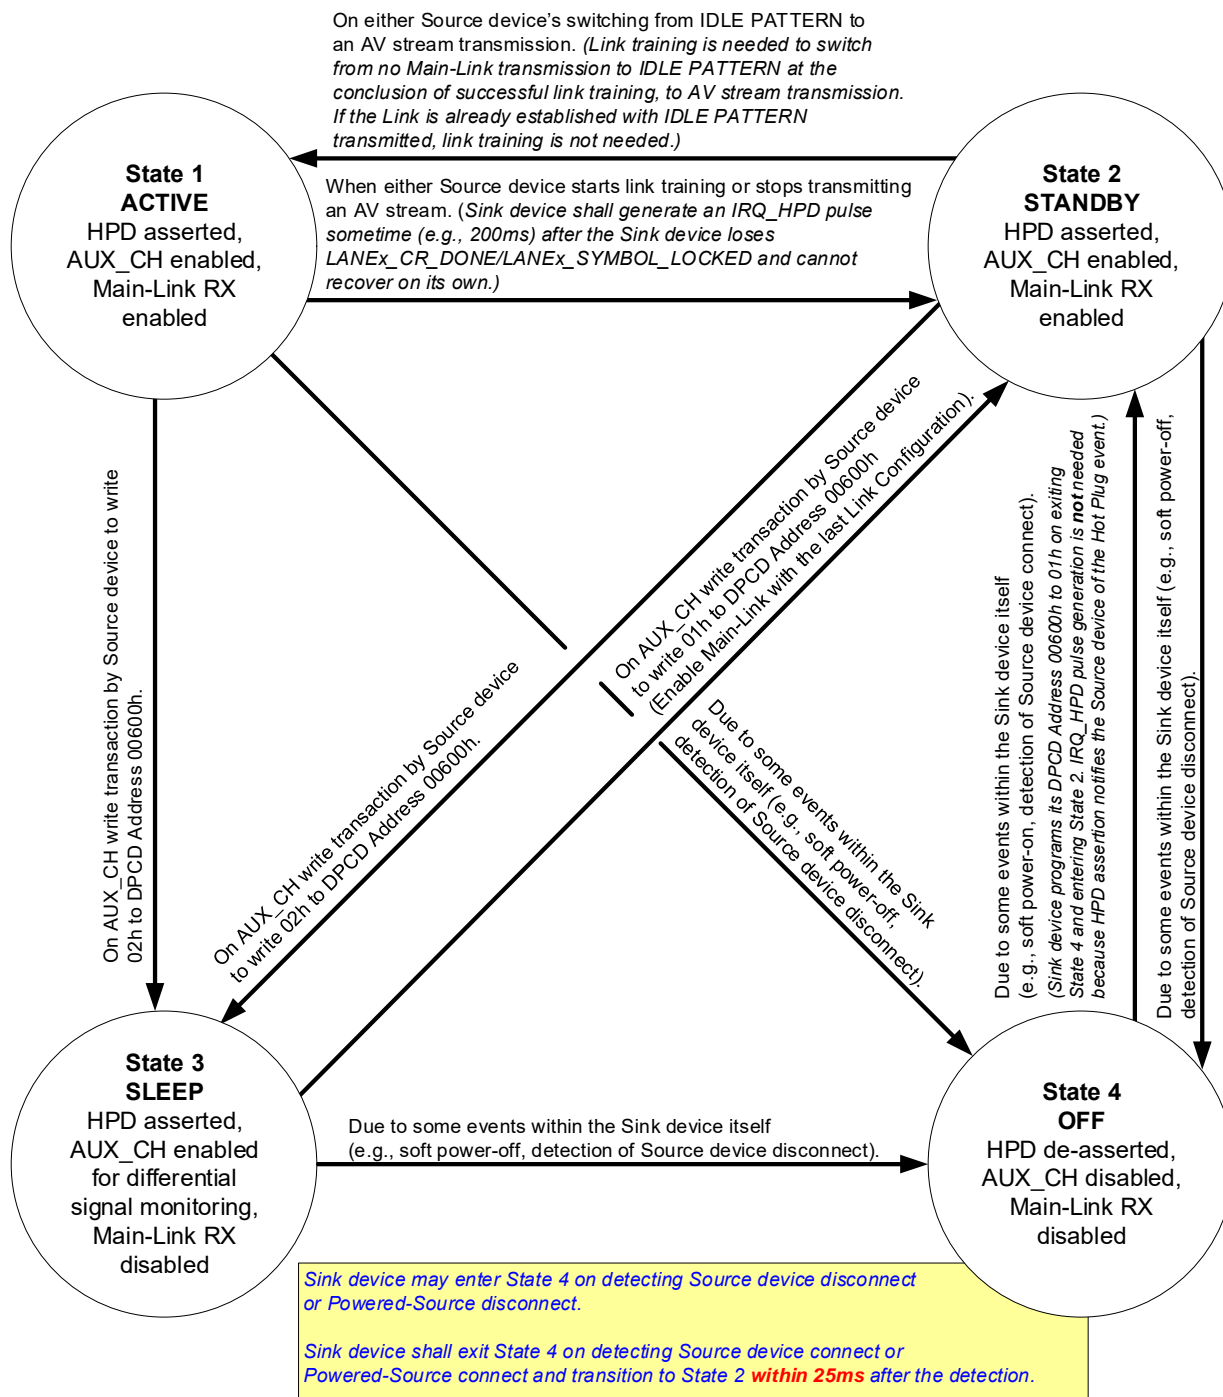 On either Source device's switching from IDLE PATTERN to
an AV stream transmission. (Link training is needed to switch
from no Main-Link transmission to IDLE PATTERN at the
conclusion of successful link training, to AV stream transmission.
If the Link is already established with IDLE PATTERN
transmitted, link training is not needed.)
State 1
ACTIVE
HPD asserted,
AUX_CH enabled,
Main-Link RX
enabled
When either Source device starts link training or stops transmitting
an AV stream. (Sink device shall generate an IRQ_HPD pulse
sometime (e.g., 200ms) after the Sink device loses
LANEx_CR_DONE/LANEx_SYMBOL_LOCKED and cannot
recover on its own.)
State 2
STANDBY
HPD asserted,
AUX_CH enabled,
Main-Link RX
enabled
On AUX_CH write transaction by Source device to write
02h to DPCD Address 00600h.
On AUX_CH write transaction by Source device
to write 02h to DPCD Address 00600h.
On AUX_CH write transaction by Source device
to write 01h to DPCD Address 00600h
(Enable Main-Link with the last Link Configuration).
Due to some events within the Sink
device itself (e.g., soft power-off,
detection of Source device disconnect).
Due to some events within the Sink device itself
(e.g., soft power-on, detection of Source device connect).
(Sink device programs its DPCD Address 00600h to 01h on exiting
State 4 and entering State 2. IRQ_HPD pulse generation is not needed
because HPD assertion notifies the Source device of the Hot Plug event.)
Due to some events within the Sink device itself (e.g., soft power-off,
detection of Source device disconnect).
State 3
SLEEP
HPD asserted,
AUX_CH enabled
for differential
signal monitoring,
Main-Link RX
disabled
Due to some events within the Sink device itself
(e.g., soft power-off, detection of Source device disconnect).
State 4
OFF
HPD de-asserted,
AUX_CH disabled,
Main-Link RX
disabled
Sink device may enter State 4 on detecting Source device disconnect
or Powered-Source disconnect.
Sink device shall exit State 4 on detecting Source device connect or
Powered-Source connect and transition to State 2 within 25ms after the detection.